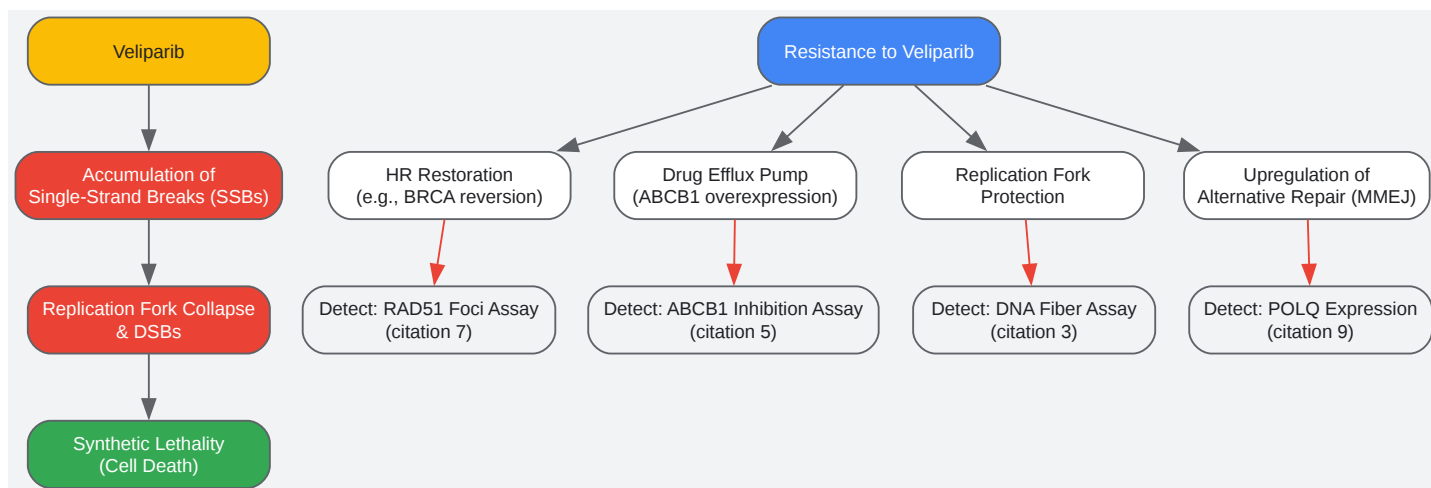 Veliparib
Accumulation of
Single-Strand Breaks (SSBs)
Replication Fork Collapse
& DSBs
Synthetic Lethality
(Cell Death)
Resistance to Veliparib
HR Restoration
(e.g., BRCA reversion)
Drug Efflux Pump
(ABCB1 overexpression)
Replication Fork
Protection
Upregulation of
Alternative Repair (MMEJ)
Detect: RAD51 Foci Assay
(citation 7)
Detect: ABCB1 Inhibition Assay
(citation 5)
Detect: DNA Fiber Assay
(citation 3)
Detect: POLQ Expression
(citation 9)